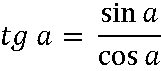 tg a = sin a / cos a